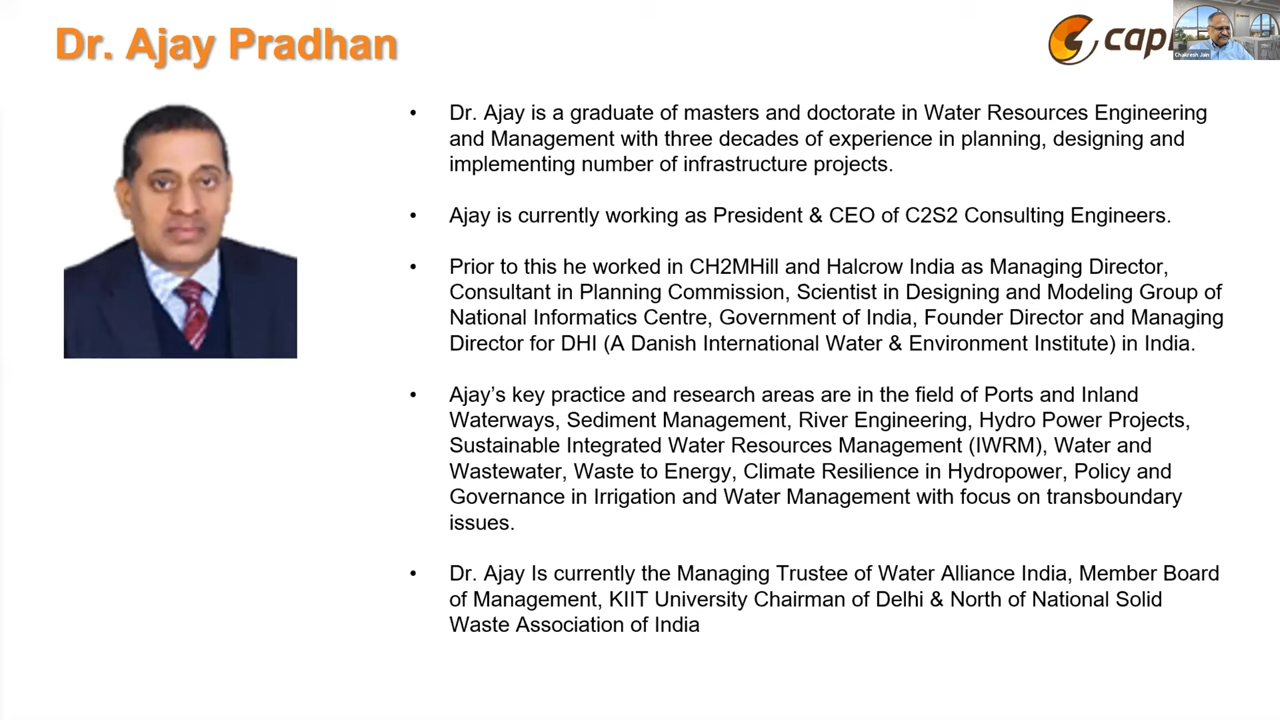 Dr. Ajay Pradhan
cap
Chakresh Jain
• Dr. Ajay is a graduate of masters and doctorate in Water Resources Engineering
and Management with three decades of experience in planning, designing and
implementing number of infrastructure projects.
• Ajay is currently working as President & CEO of C2S2 Consulting Engineers.
• Prior to this he worked in CH2MHill and Halcrow India as Managing Director,
Consultant in Planning Commission, Scientist in Designing and Modeling Group of
National Informatics Centre, Government of India, Founder Director and Managing
Director for DHI (A Danish International Water & Environment Institute) in India.
• Ajay’s key practice and research areas are in the field of Ports and Inland
Waterways, Sediment Management, River Engineering, Hydro Power Projects,
Sustainable Integrated Water Resources Management (IWRM), Water and
Wastewater, Waste to Energy, Climate Resilience in Hydropower, Policy and
Governance in Irrigation and Water Management with focus on transboundary
issues.
• Dr. Ajay Is currently the Managing Trustee of Water Alliance India, Member Board
of Management, KIIT University Chairman of Delhi & North of National Solid
Waste Association of India